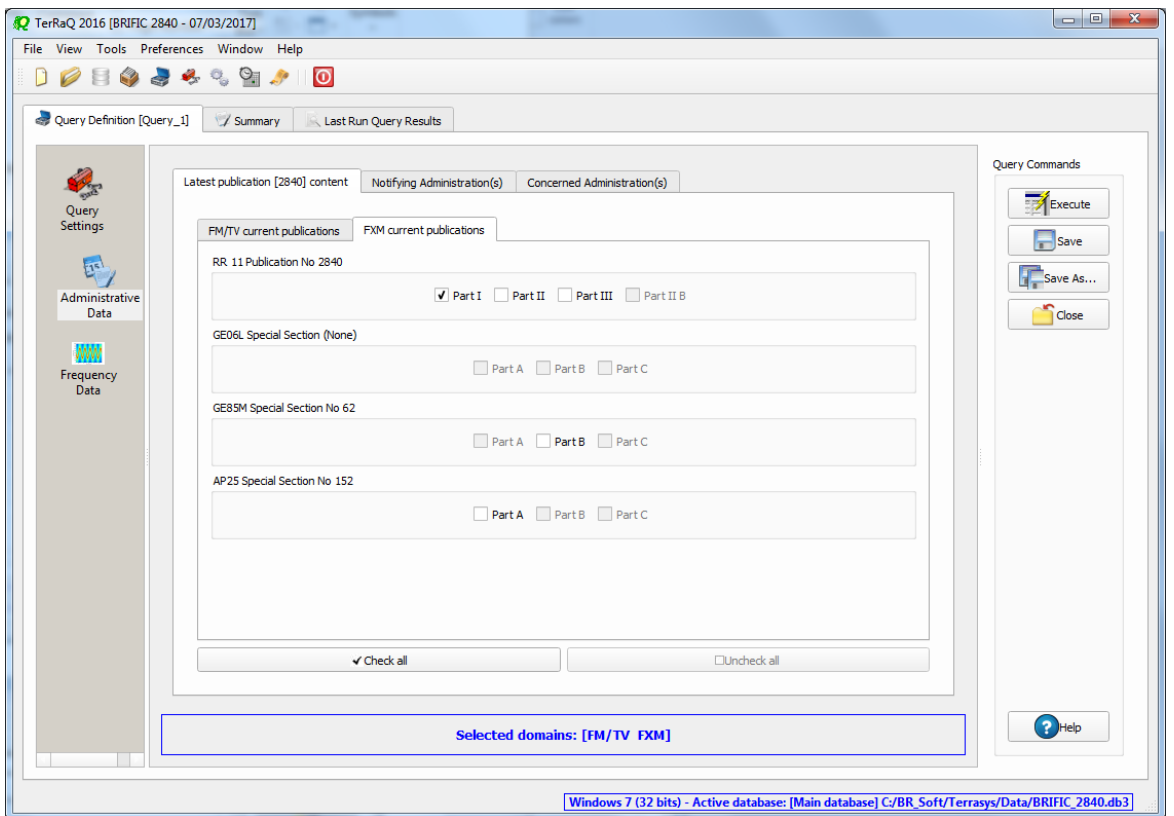 TerRaQ 2016 [BRIFIC 2840 - 07/03/2017]
File View Tools Preferences Window Help
Query Definition [Query_1] Summary Last Run Query Results
Query Settings
Administrative Data
Frequency Data
Latest publication [2840] content Notifying Administration(s) Concerned Administration(s)
FM/TV current publications FXM current publications
RR 11 Publication No 2840
Part I Part II Part III Part II B
GE06L Special Section (None)
Part A Part B Part C
GE85M Special Section No 62
Part A Part B Part C
AP25 Special Section No 152
Part A Part B Part C
Check all Uncheck all
Selected domains: [FM/TV FXM]
Query Commands
Execute
Save
Save As...
Close
Help
Windows 7 (32 bits) - Active database: [Main database] C:/BR_Soft/Terrasys/Data/BRIFIC_2840.db3